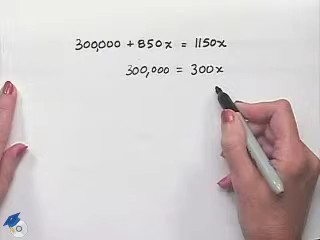 300,000 + 850x = 1150x
300,000 = 300x